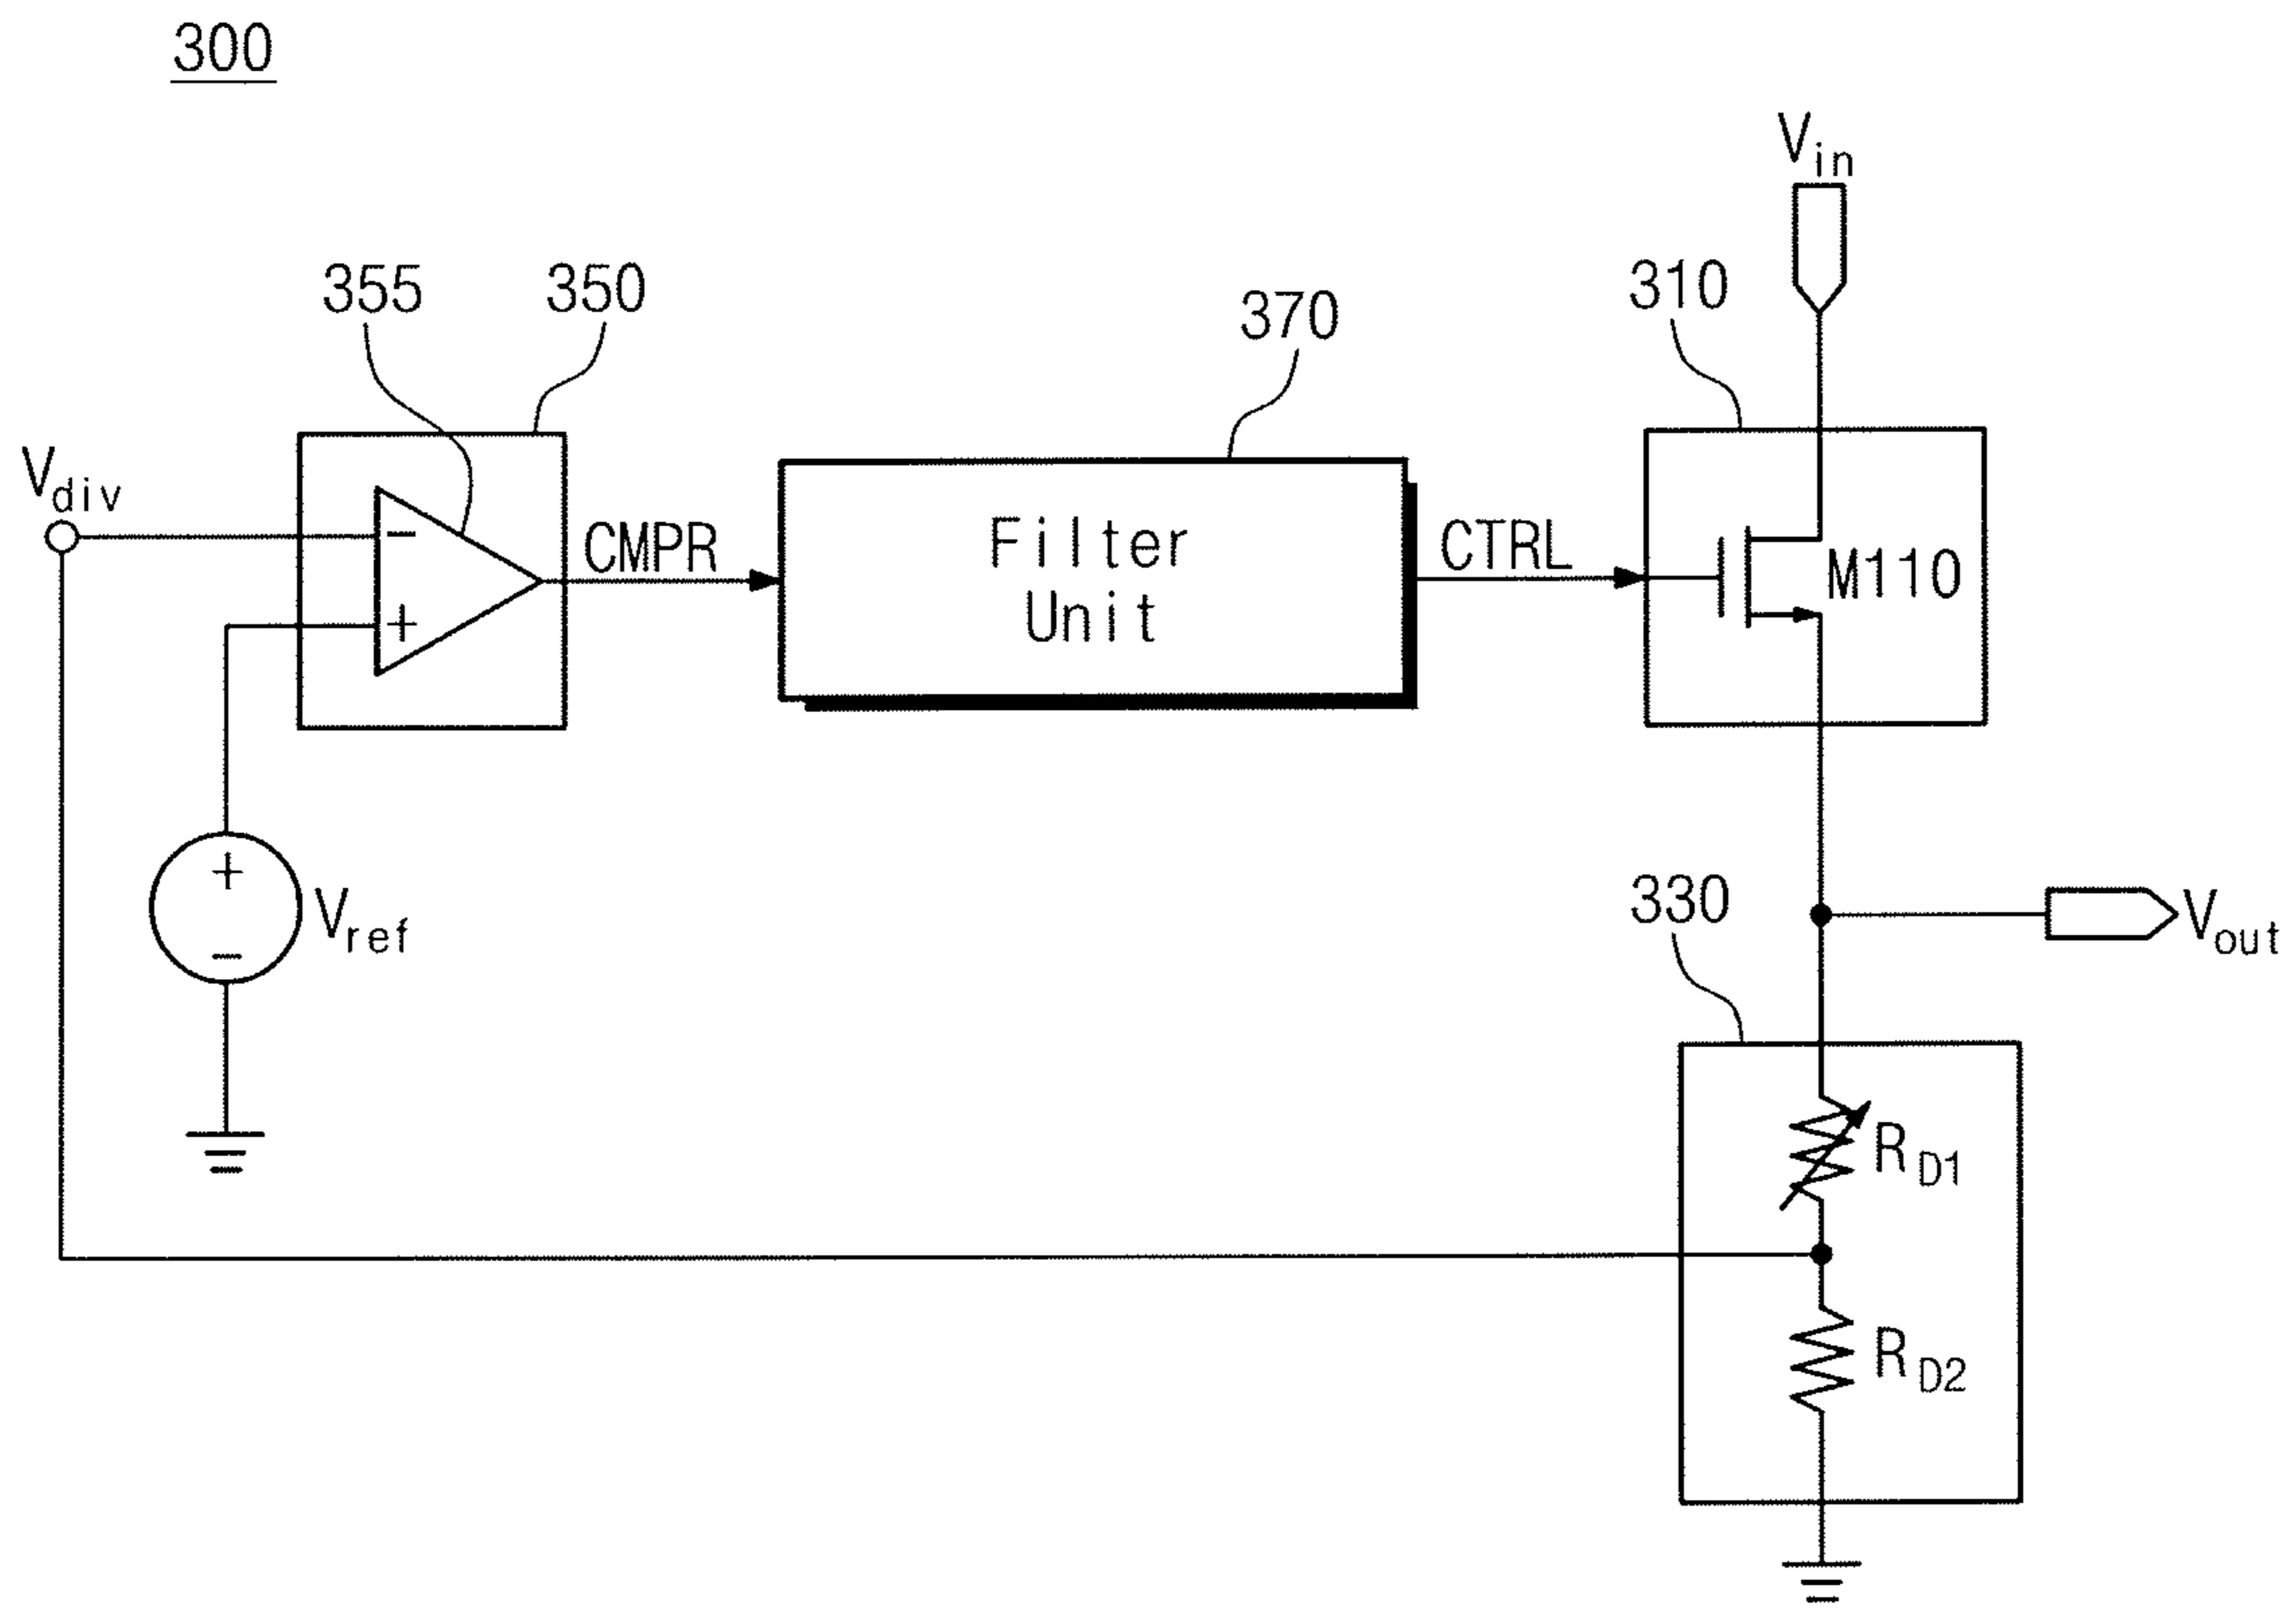 300
Vin
355
350
370
310
Vdiv
−
+
CMPR
Filter
Unit
CTRL
M110
+
−
Vref
330
Vout
RD1
RD2